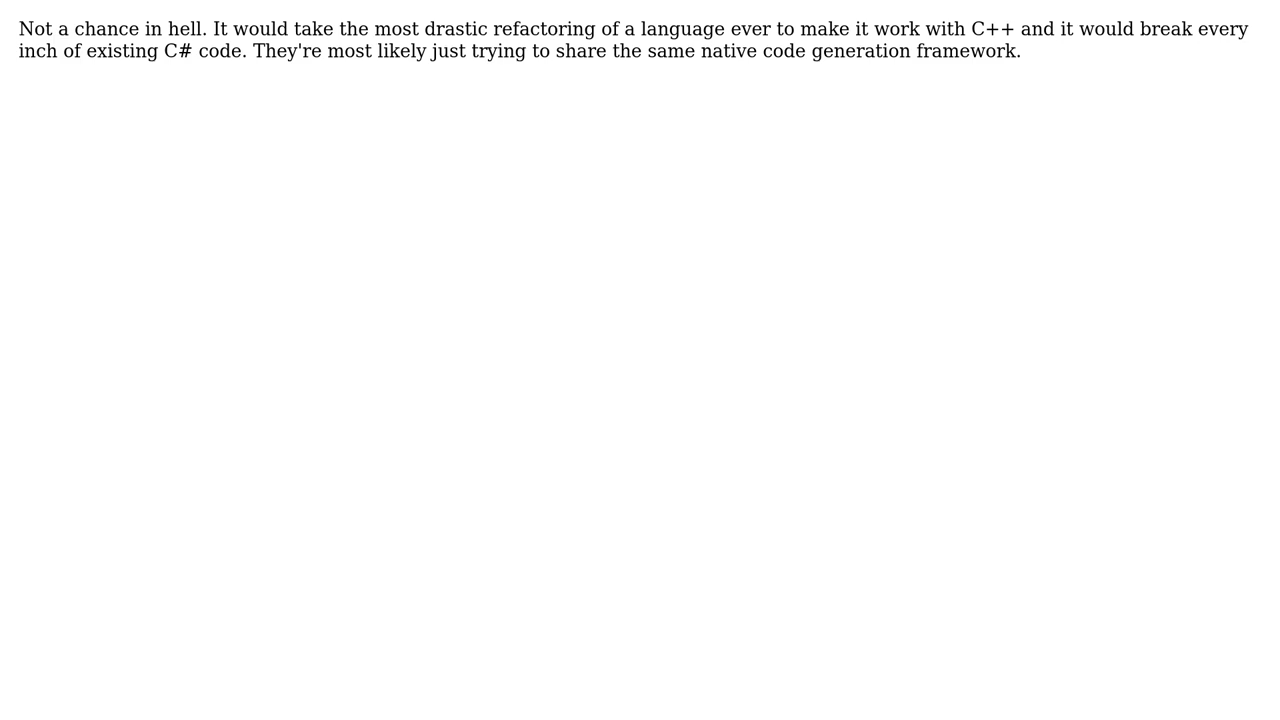 Not a chance in hell. It would take the most drastic refactoring of a language ever to make it work with C++ and it would break every
inch of existing C# code. They're most likely just trying to share the same native code generation framework.